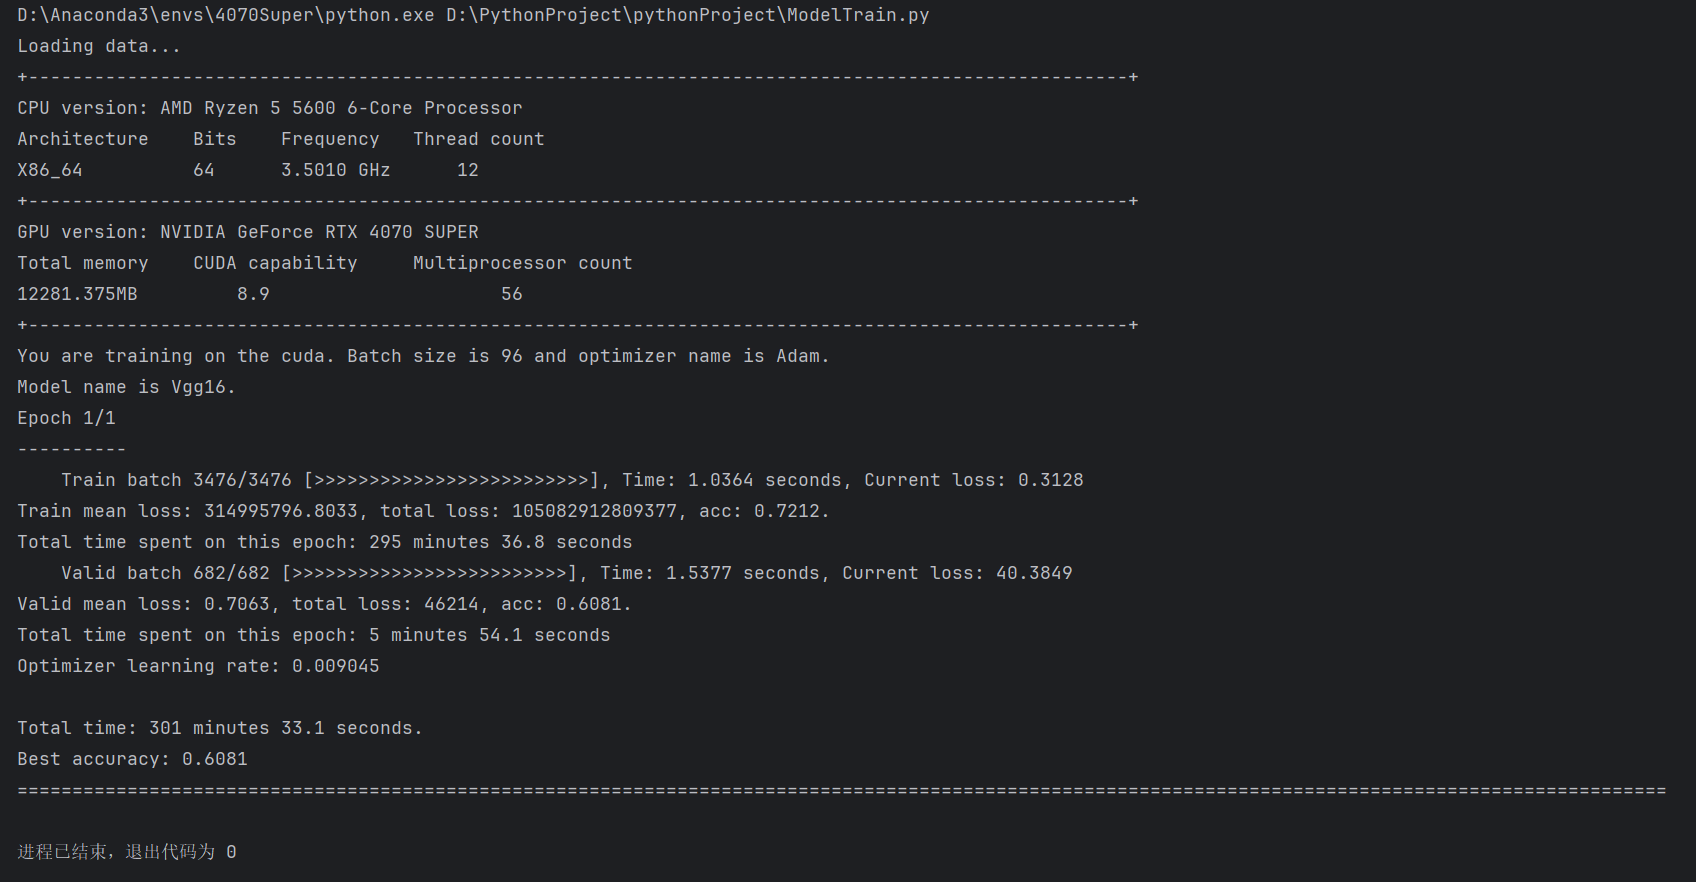 D:\Anaconda3\envs\4070Super\python.exe D:\PythonProject\pythonProject\ModelTrain.py
Loading data...
+----------------------------------------------------------------------------------------------------+
CPU version: AMD Ryzen 5 5600 6-Core Processor
Architecture    Bits    Frequency   Thread count
X86_64          64      3.5010 GHz      12
+----------------------------------------------------------------------------------------------------+
GPU version: NVIDIA GeForce RTX 4070 SUPER
Total memory    CUDA capability     Multiprocessor count
12281.375MB         8.9                     56
+----------------------------------------------------------------------------------------------------+
You are training on the cuda. Batch size is 96 and optimizer name is Adam.
Model name is Vgg16.
Epoch 1/1
----------
    Train batch 3476/3476 [>>>>>>>>>>>>>>>>>>>>>>>>>], Time: 1.0364 seconds, Current loss: 0.3128
Train mean loss: 314995796.8033, total loss: 105082912809377, acc: 0.7212.
Total time spent on this epoch: 295 minutes 36.8 seconds
    Valid batch 682/682 [>>>>>>>>>>>>>>>>>>>>>>>>>], Time: 1.5377 seconds, Current loss: 40.3849
Valid mean loss: 0.7063, total loss: 46214, acc: 0.6081.
Total time spent on this epoch: 5 minutes 54.1 seconds
Optimizer learning rate: 0.009045
Total time: 301 minutes 33.1 seconds.
Best accuracy: 0.6081
======================================================================================================================================================
进程已结束，退出代码为 0